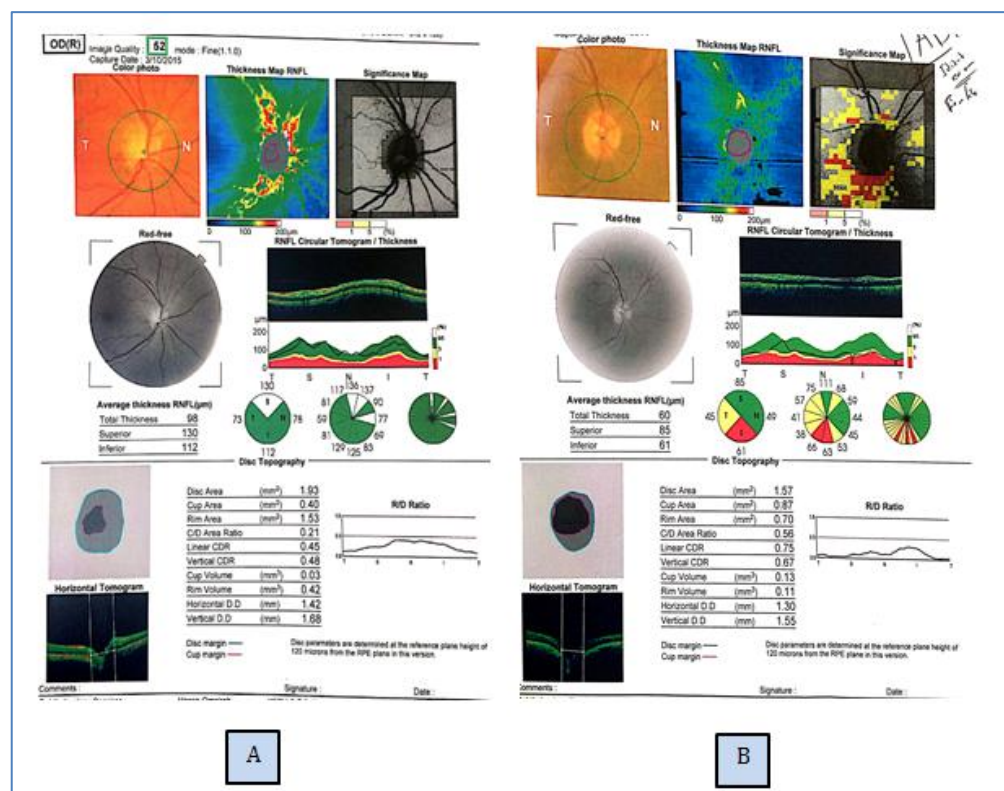 OD(R) Image Quality : 52 mode : Fine(1.1.0)
Capture Date : 3/10/2015
Color photo Thickness Map RNFL Significance Map
T N
0 100 200µm
1 5 (%)
Red-free
RNFL Circular Tomogram / Thickness
µm
200
100
0
T S N I T
Average thickness RNFL(µm)
Total Thickness 98
Superior 130
Inferior 112
130
73 S T N I 78
112
117 136 137
81 90
59 77
81 69
129 125 83
Disc Topography
Disc Area (mm²) 1.93
Cup Area (mm²) 0.40
Rim Area (mm²) 1.53
C/D Area Ratio 0.21
Linear CDR 0.45
Vertical CDR 0.48
Cup Volume (mm³) 0.03
Rim Volume (mm³) 0.42
Horizontal D.D (mm) 1.42
Vertical D.D (mm) 1.68
R/D Ratio
Horizontal Tomogram
Disc margin
Cup margin
Disc parameters are determined at the reference plane height of
120 microns from the RPE plane in this version.
Comments : Signature : Date :
A
Color photo Thickness Map RNFL Significance Map
T N
0 100 200µm
1 5 (%)
Red-free
RNFL Circular Tomogram / Thickness
µm
200
100
0
T S N I T
Average thickness RNFL(µm)
Total Thickness 60
Superior 85
Inferior 61
85
45 S T N I 49
61
75 111 68
57 59
41 44
38 45
66 63 53
Disc Topography
Disc Area (mm²) 1.57
Cup Area (mm²) 0.87
Rim Area (mm²) 0.70
C/D Area Ratio 0.56
Linear CDR 0.75
Vertical CDR 0.67
Cup Volume (mm³) 0.13
Rim Volume (mm³) 0.11
Horizontal D.D (mm) 1.30
Vertical D.D (mm) 1.55
R/D Ratio
Horizontal Tomogram
Disc margin
Cup margin
Disc parameters are determined at the reference plane height of
120 microns from the RPE plane in this version.
Comments : Signature : Date :
B